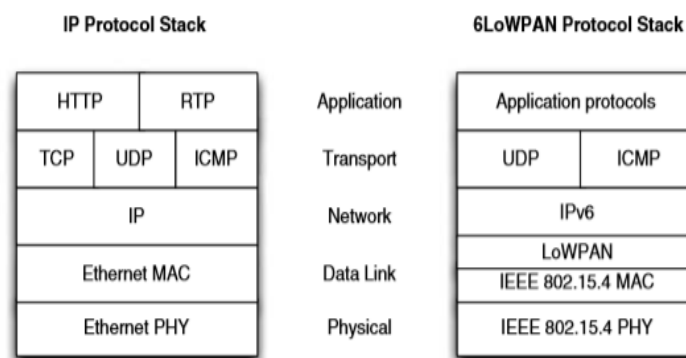 IP Protocol Stack 6LoWPAN Protocol Stack
HTTP RTP Application Application protocols
TCP UDP ICMP Transport UDP ICMP
IP Network IPv6
LoWPAN
Ethernet MAC Data Link
IEEE 802.15.4 MAC
Ethernet PHY Physical IEEE 802.15.4 PHY